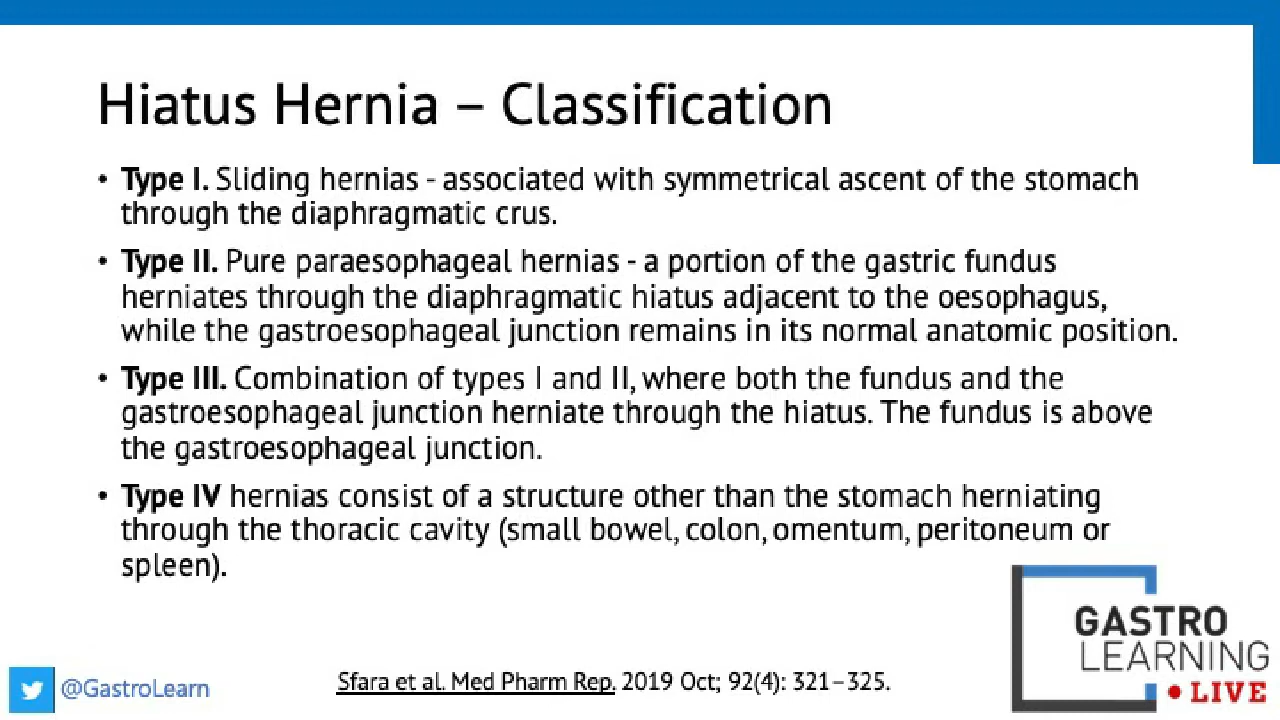 Hiatus Hernia – Classification
• Type I. Sliding hernias - associated with symmetrical ascent of the stomach
through the diaphragmatic crus.
• Type II. Pure paraesophageal hernias - a portion of the gastric fundus
herniates through the diaphragmatic hiatus adjacent to the oesophagus,
while the gastroesophageal junction remains in its normal anatomic position.
• Type III. Combination of types I and II, where both the fundus and the
gastroesophageal junction herniate through the hiatus. The fundus is above
the gastroesophageal junction.
• Type IV hernias consist of a structure other than the stomach herniating
through the thoracic cavity (small bowel, colon, omentum, peritoneum or
spleen).
GASTRO
LEARNING
• LIVE
@GastroLearn
Sfara et al. Med Pharm Rep. 2019 Oct; 92(4): 321–325.